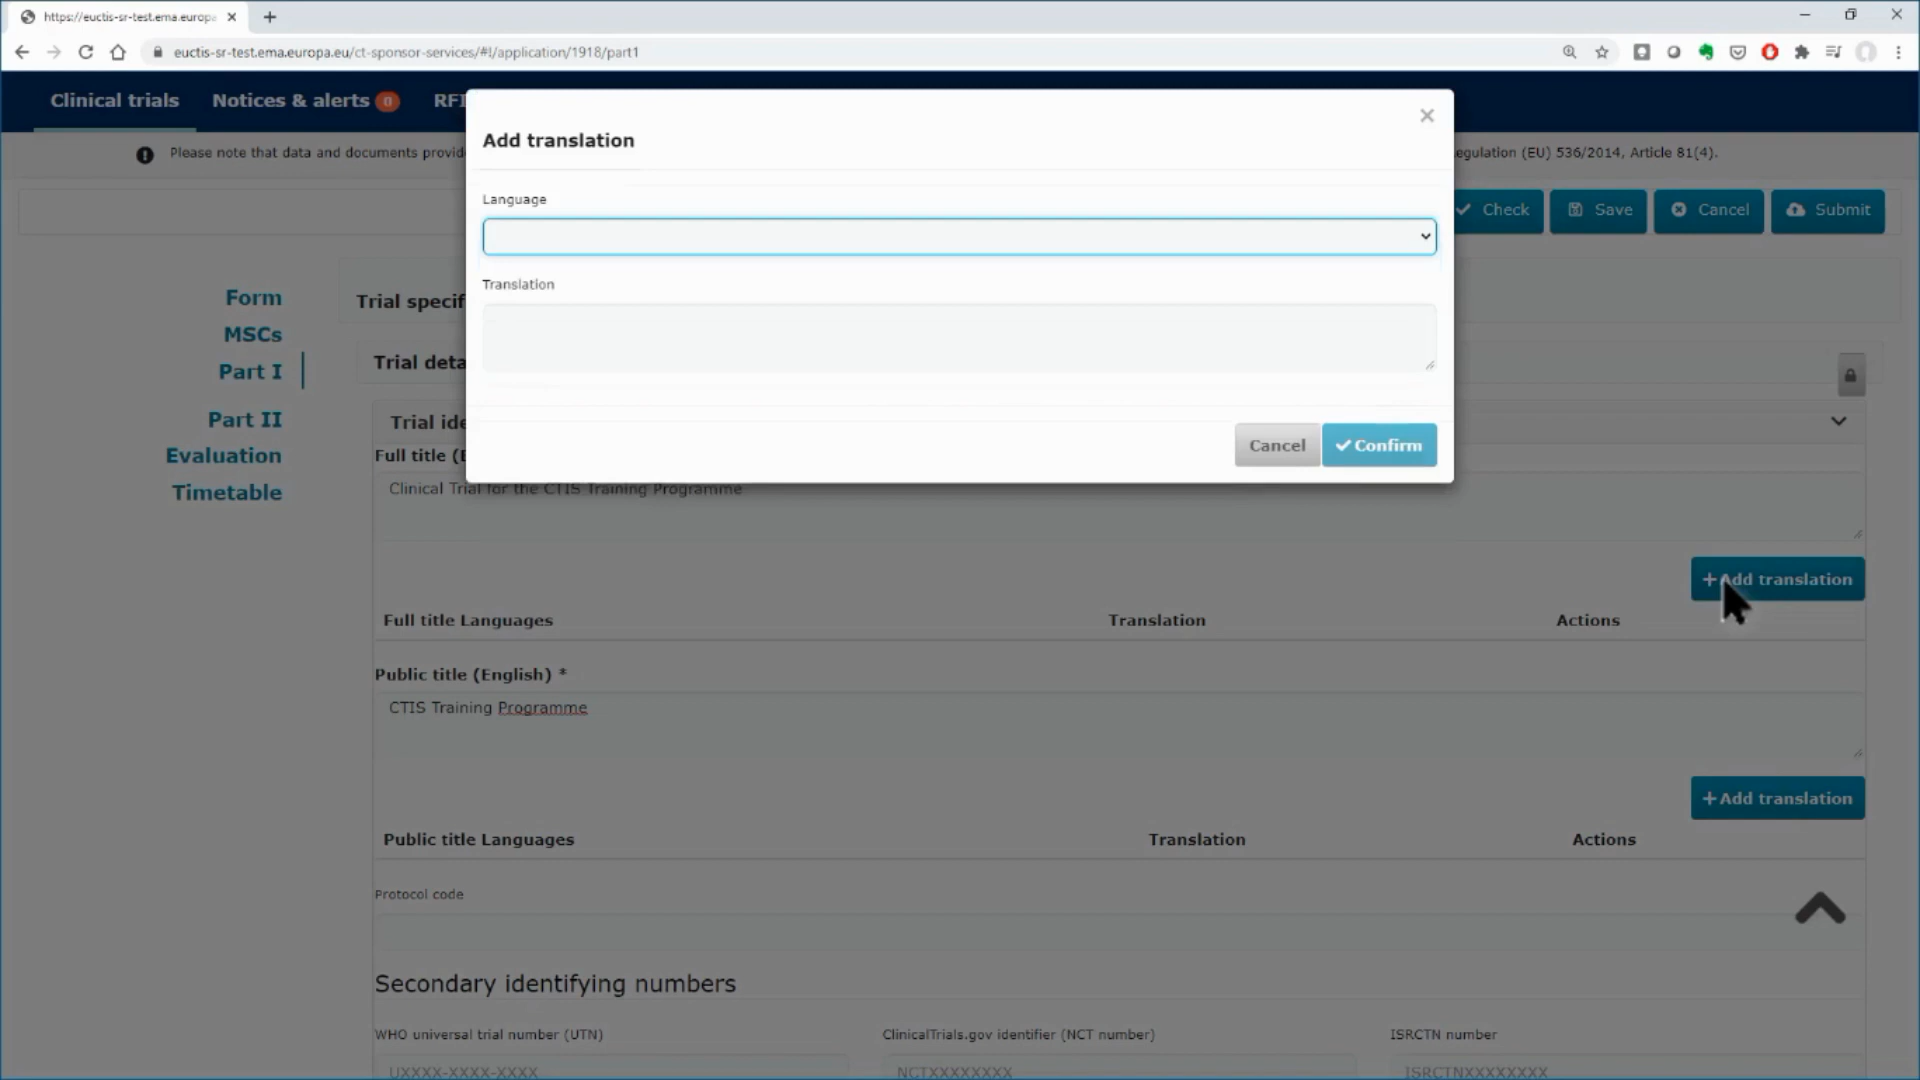 https://euctis-sr-test.ema.europa
euctis-sr-test.ema.europa.eu/ct-sponsor-services/#!/application/1918/part1
Clinical trials
Notices & alerts 0
RFI
Please note that data and documents provid
egulation (EU) 536/2014, Article 81(4).
Check
Save
Cancel
Submit
Add translation
Language
Translation
Cancel
Confirm
Form
MSCs
Part I
Part II
Evaluation
Timetable
Trial specif
Trial deta
Trial ide
Full title (E
Clinical Trial for the CTIS Training Programme
+Add translation
Full title Languages
Translation
Actions
Public title (English) *
CTIS Training Programme
+Add translation
Public title Languages
Translation
Actions
Protocol code
Secondary identifying numbers
WHO universal trial number (UTN)
ClinicalTrials.gov identifier (NCT number)
ISRCTN number
UXXXX-XXXX-XXXX
NCTXXXXXXXX
ISRCTNXXXXXXXX